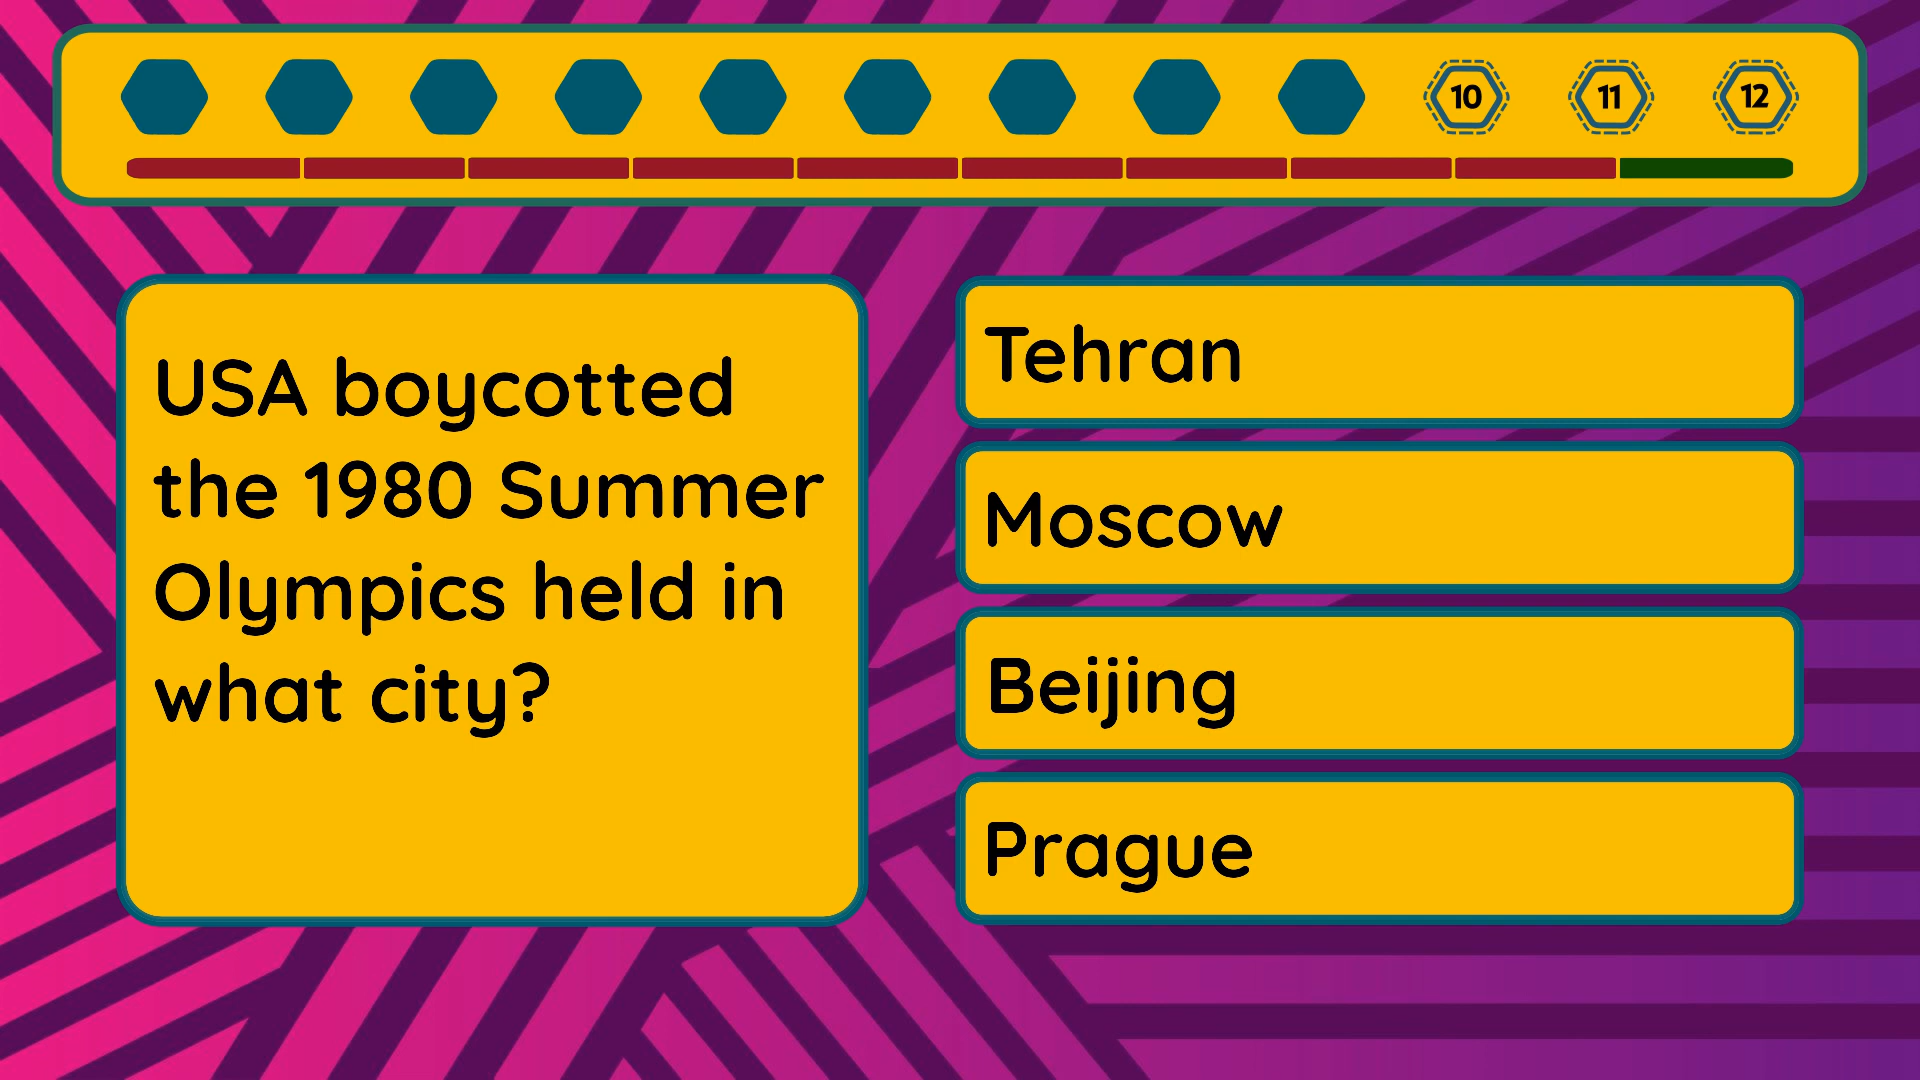 10 11 12
USA boycotted
the 1980 Summer
Olympics held in
what city?
Tehran
Moscow
Beijing
Prague